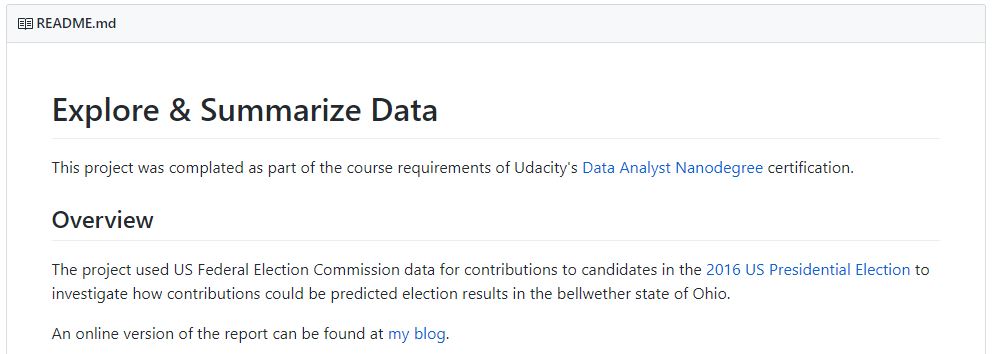 README.md
Explore & Summarize Data
This project was complated as part of the course requirements of Udacity's Data Analyst Nanodegree certification.
Overview
The project used US Federal Election Commission data for contributions to candidates in the 2016 US Presidential Election to
investigate how contributions could be predicted election results in the bellwether state of Ohio.
An online version of the report can be found at my blog.